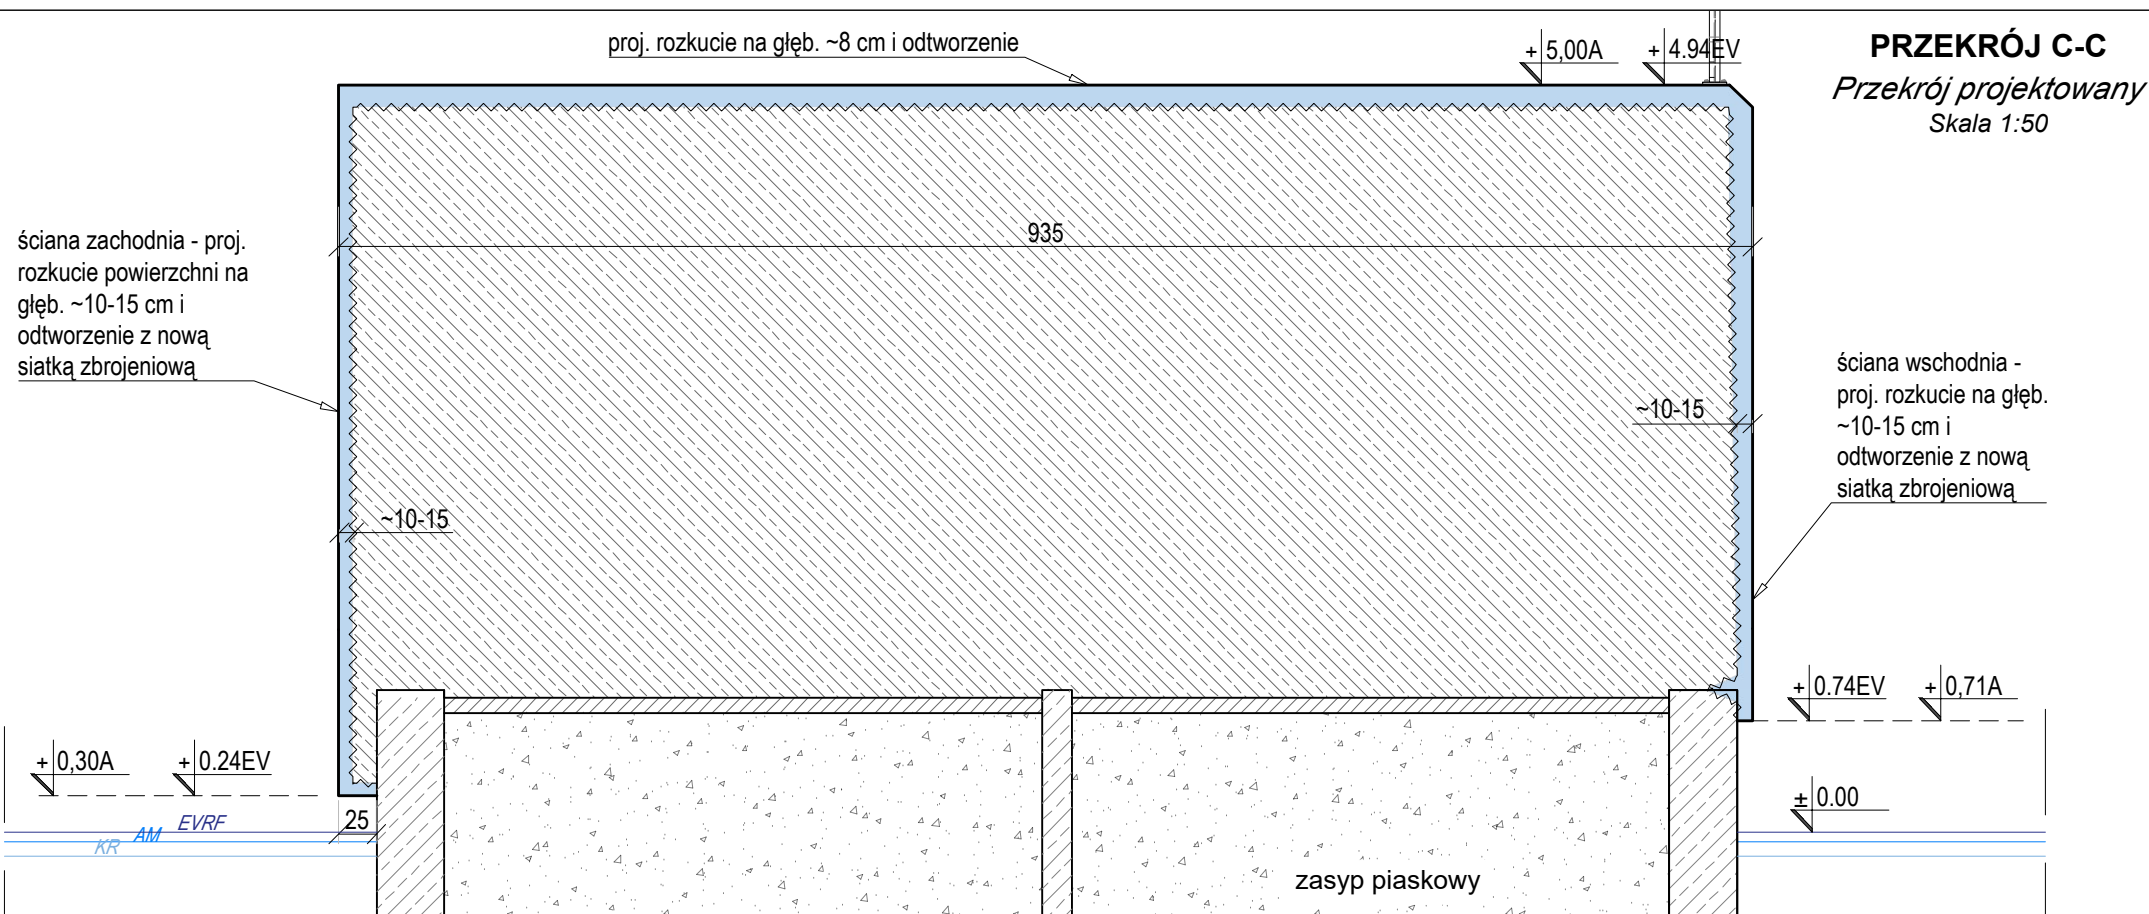 proj. rozkucie na głęb. ~8 cm i odtworzenie
+ 5,00A
+ 4.94EV
PRZEKRÓJ C-C
Przekrój projektowany
Skala 1:50
935
ściana zachodnia - proj.
rozkucie powierzchni na
głęb. ~10-15 cm i
odtworzenie z nową
siatką zbrojeniową
ściana wschodnia -
proj. rozkucie na głęb.
~10-15 cm i
odtworzenie z nową
siatką zbrojeniową
~10-15
~10-15
+ 0.74EV
+ 0,71A
+ 0,30A
+ 0.24EV
± 0.00
25
EVRF
AM
KR
zasyp piaskowy